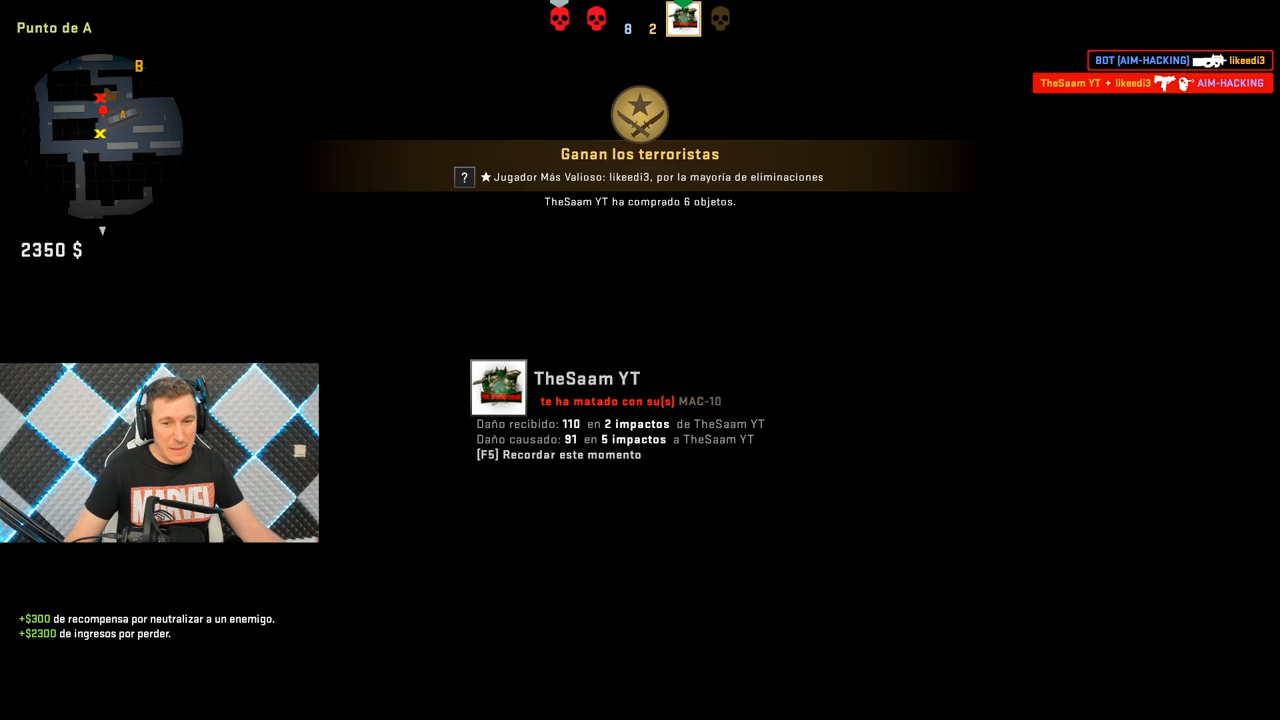 Punto de A
8 2
B
A
BOT [AIM-HACKING] likeedi3
TheSaam YT + likeedi3 AIM-HACKING
Ganan los terroristas
? ★ Jugador Más Valioso: likeedi3, por la mayoría de eliminaciones
TheSaam YT ha comprado 6 objetos.
2350 $
TheSaam YT
te ha matado con su(s) MAC-10
Daño recibido: 110 en 2 impactos de TheSaam YT
Daño causado: 91 en 5 impactos a TheSaam YT
[F5] Recordar este momento
MARVEL
+$300 de recompensa por neutralizar a un enemigo.
+$2300 de ingresos por perder.